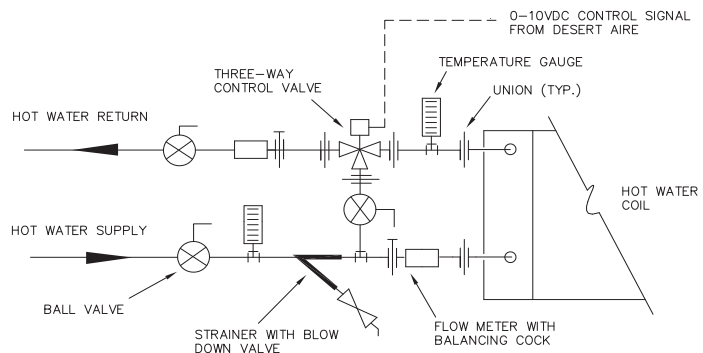 0-10VDC CONTROL SIGNAL
FROM DESERT AIRE
TEMPERATURE GAUGE
THREE-WAY
CONTROL VALVE
UNION (TYP.)
HOT WATER RETURN
HOT WATER
COIL
HOT WATER SUPPLY
BALL VALVE
STRAINER WITH BLOW
DOWN VALVE
FLOW METER WITH
BALANCING COCK